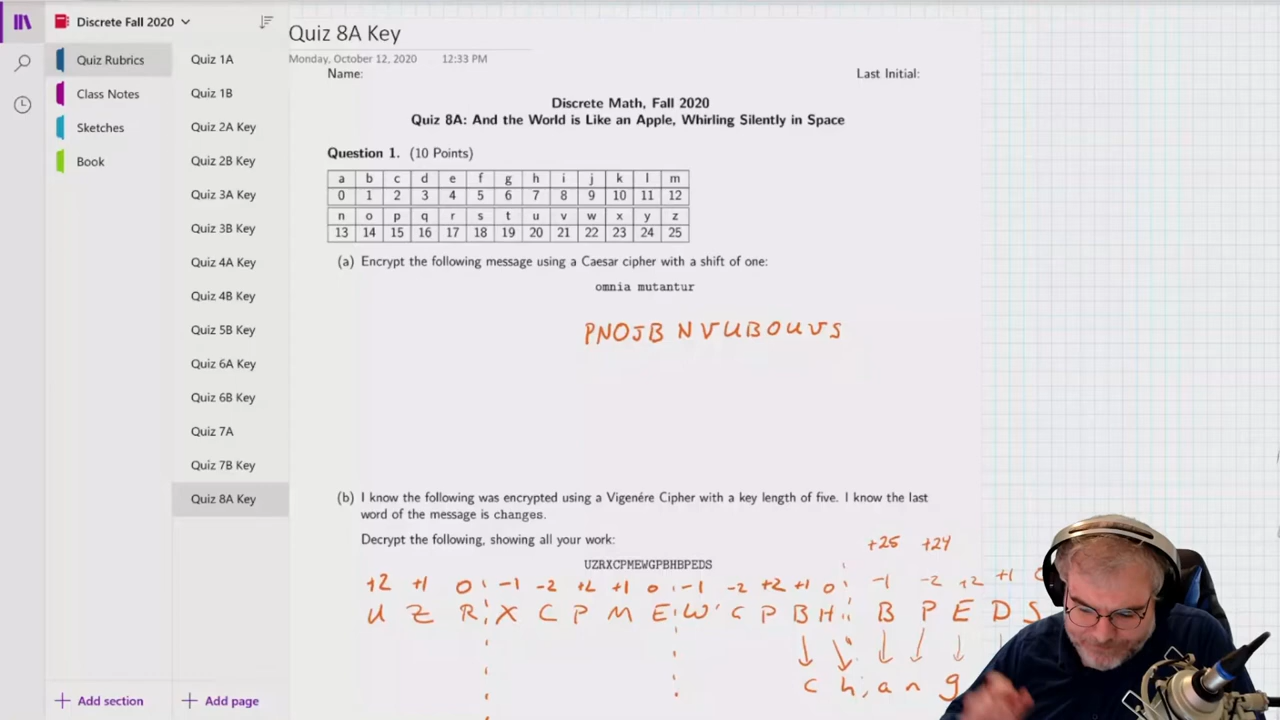 Discrete Fall 2020
Quiz Rubrics
Class Notes
Sketches
Book
Add section
Quiz 1A
Quiz 1B
Quiz 2A Key
Quiz 2B Key
Quiz 3A Key
Quiz 3B Key
Quiz 4A Key
Quiz 4B Key
Quiz 5B Key
Quiz 6A Key
Quiz 6B Key
Quiz 7A
Quiz 7B Key
Quiz 8A Key
Add page
Quiz 8A Key
Monday, October 12, 2020 12:33 PM
Name: Last Initial:
Discrete Math, Fall 2020
Quiz 8A: And the World is Like an Apple, Whirling Silently in Space
Question 1. (10 Points)
a b c d e f g h i j k l m
0 1 2 3 4 5 6 7 8 9 10 11 12
n o p q r s t u v w x y z
13 14 15 16 17 18 19 20 21 22 23 24 25
(a) Encrypt the following message using a Caesar cipher with a shift of one:
omnia mutantur
PNOJB NVUBOUVS
(b) I know the following was encrypted using a Vigenére Cipher with a key length of five. I know the last
word of the message is changes.
Decrypt the following, showing all your work:
+25 +24
UZRXCPMEWGPBHBPEDS
+2 +1 0 -1 -2 +2 +1 0 -1 -2 +2 +1 0 -1 -2 +2 +1
U Z R X C P M E W G P B H B P E D S
c h a n g